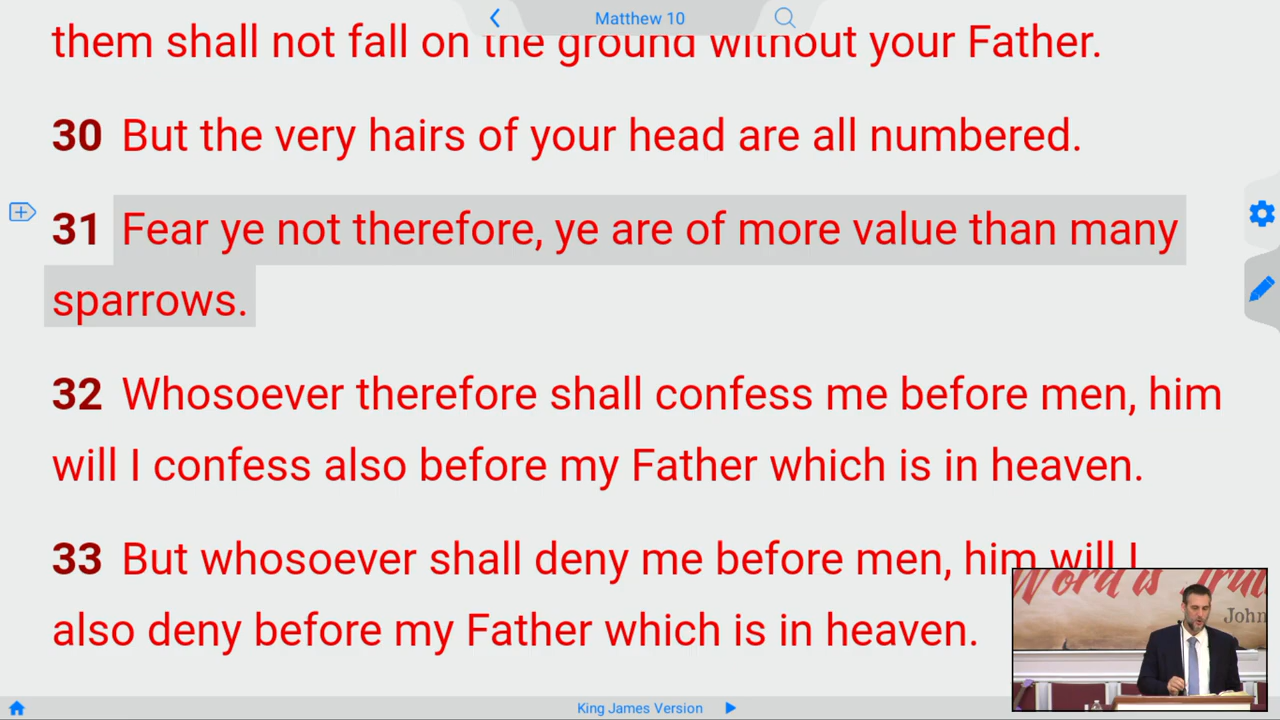 Matthew 10
them shall not fall on the ground without your Father.
30 But the very hairs of your head are all numbered.
31 Fear ye not therefore, ye are of more value than many
sparrows.
32 Whosoever therefore shall confess me before men, him
will I confess also before my Father which is in heaven.
33 But whosoever shall deny me before men, him will I
also deny before my Father which is in heaven.
Word is Trut
John
King James Version